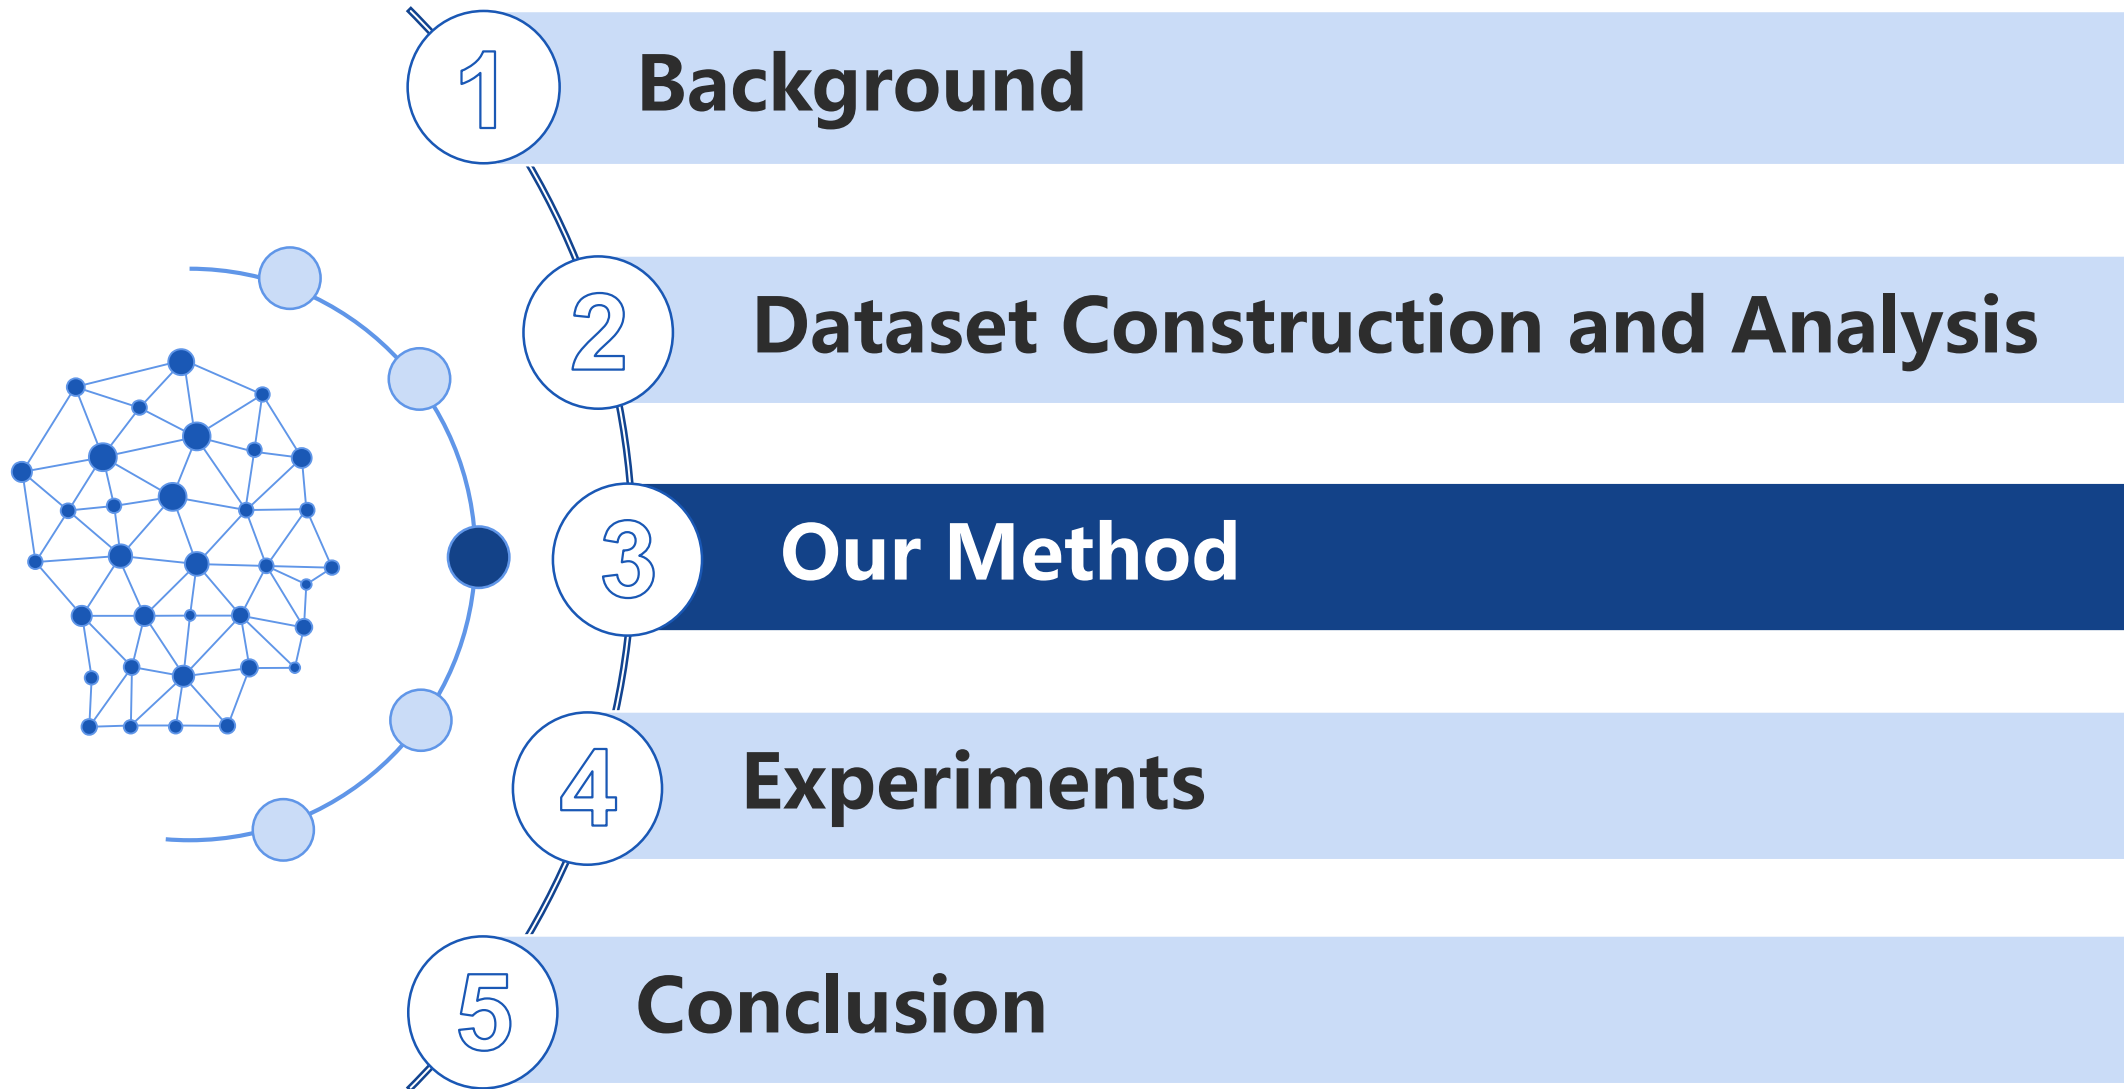 1 Background
2 Dataset Construction and Analysis
3 Our Method
4 Experiments
5 Conclusion